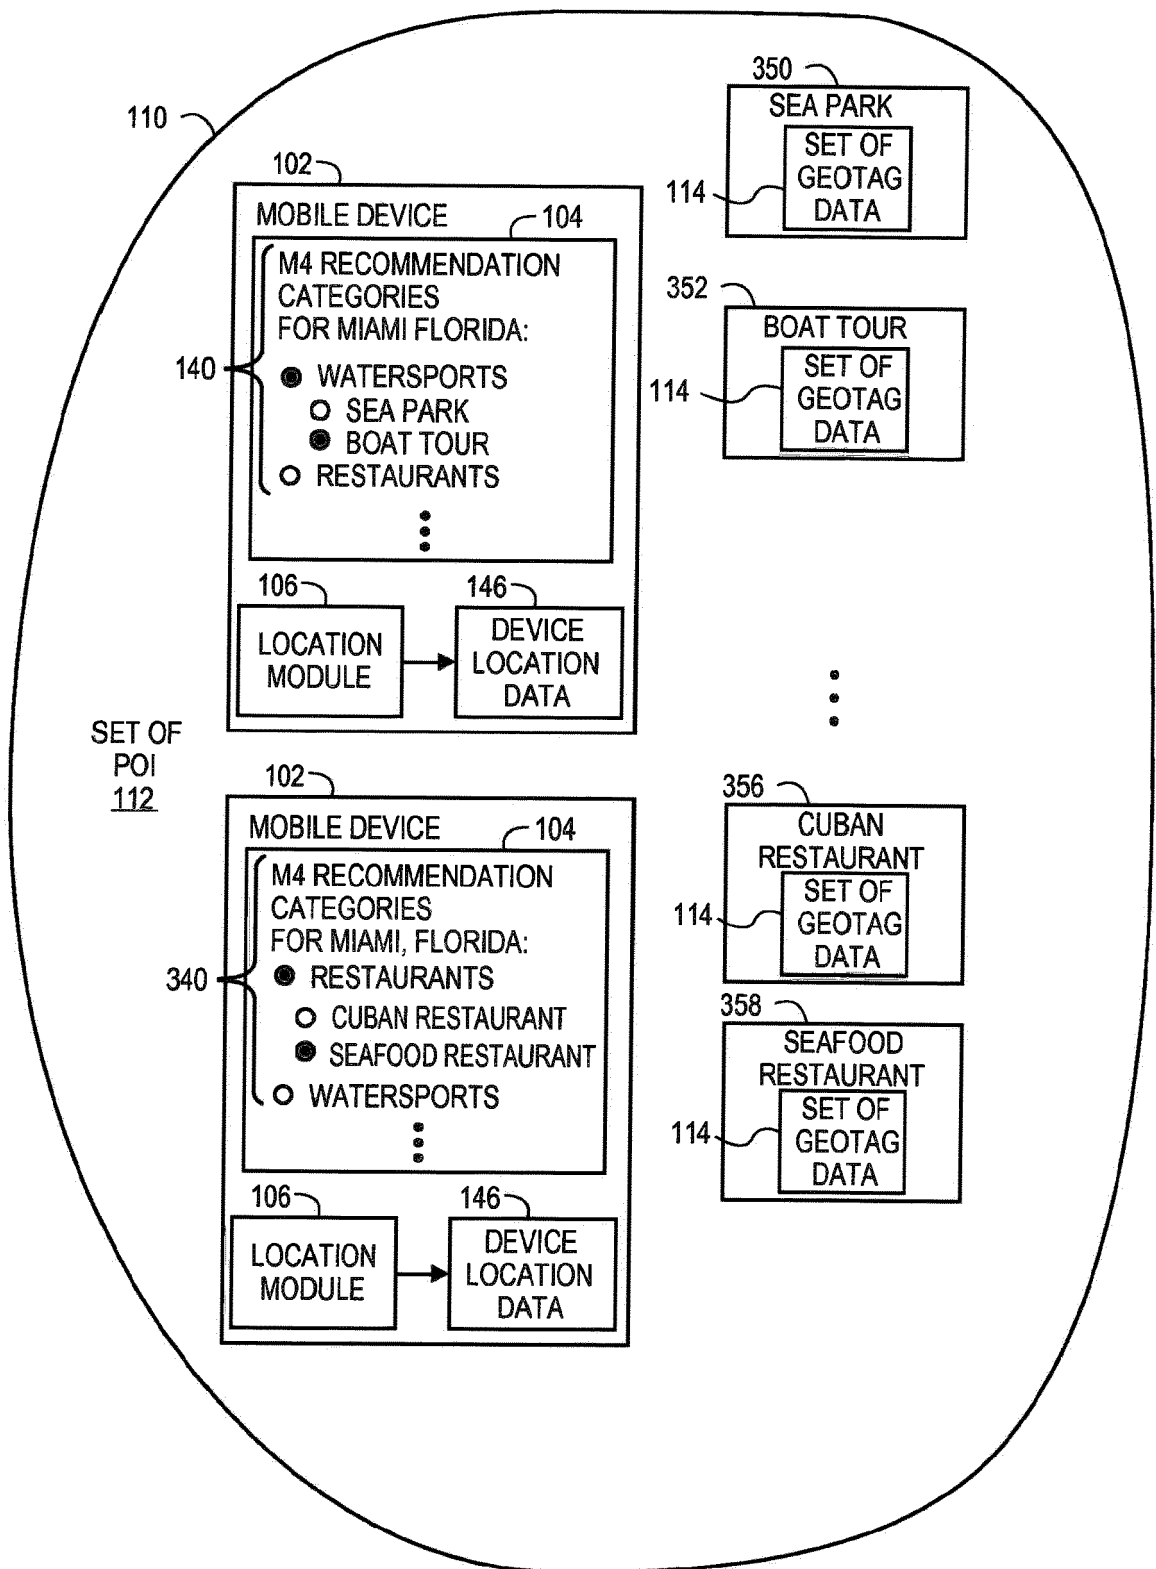 110
102
MOBILE DEVICE
104
M4 RECOMMENDATION
CATEGORIES
FOR MIAMI FLORIDA:
140
WATERSPORTS
SEA PARK
BOAT TOUR
RESTAURANTS
106
LOCATION
MODULE
146
DEVICE
LOCATION
DATA
SET OF
POI
112
102
MOBILE DEVICE
104
M4 RECOMMENDATION
CATEGORIES
FOR MIAMI, FLORIDA:
340
RESTAURANTS
CUBAN RESTAURANT
SEAFOOD RESTAURANT
WATERSPORTS
106
LOCATION
MODULE
146
DEVICE
LOCATION
DATA
350
SEA PARK
114
SET OF
GEOTAG
DATA
352
BOAT TOUR
114
SET OF
GEOTAG
DATA
356
CUBAN
RESTAURANT
114
SET OF
GEOTAG
DATA
358
SEAFOOD
RESTAURANT
114
SET OF
GEOTAG
DATA